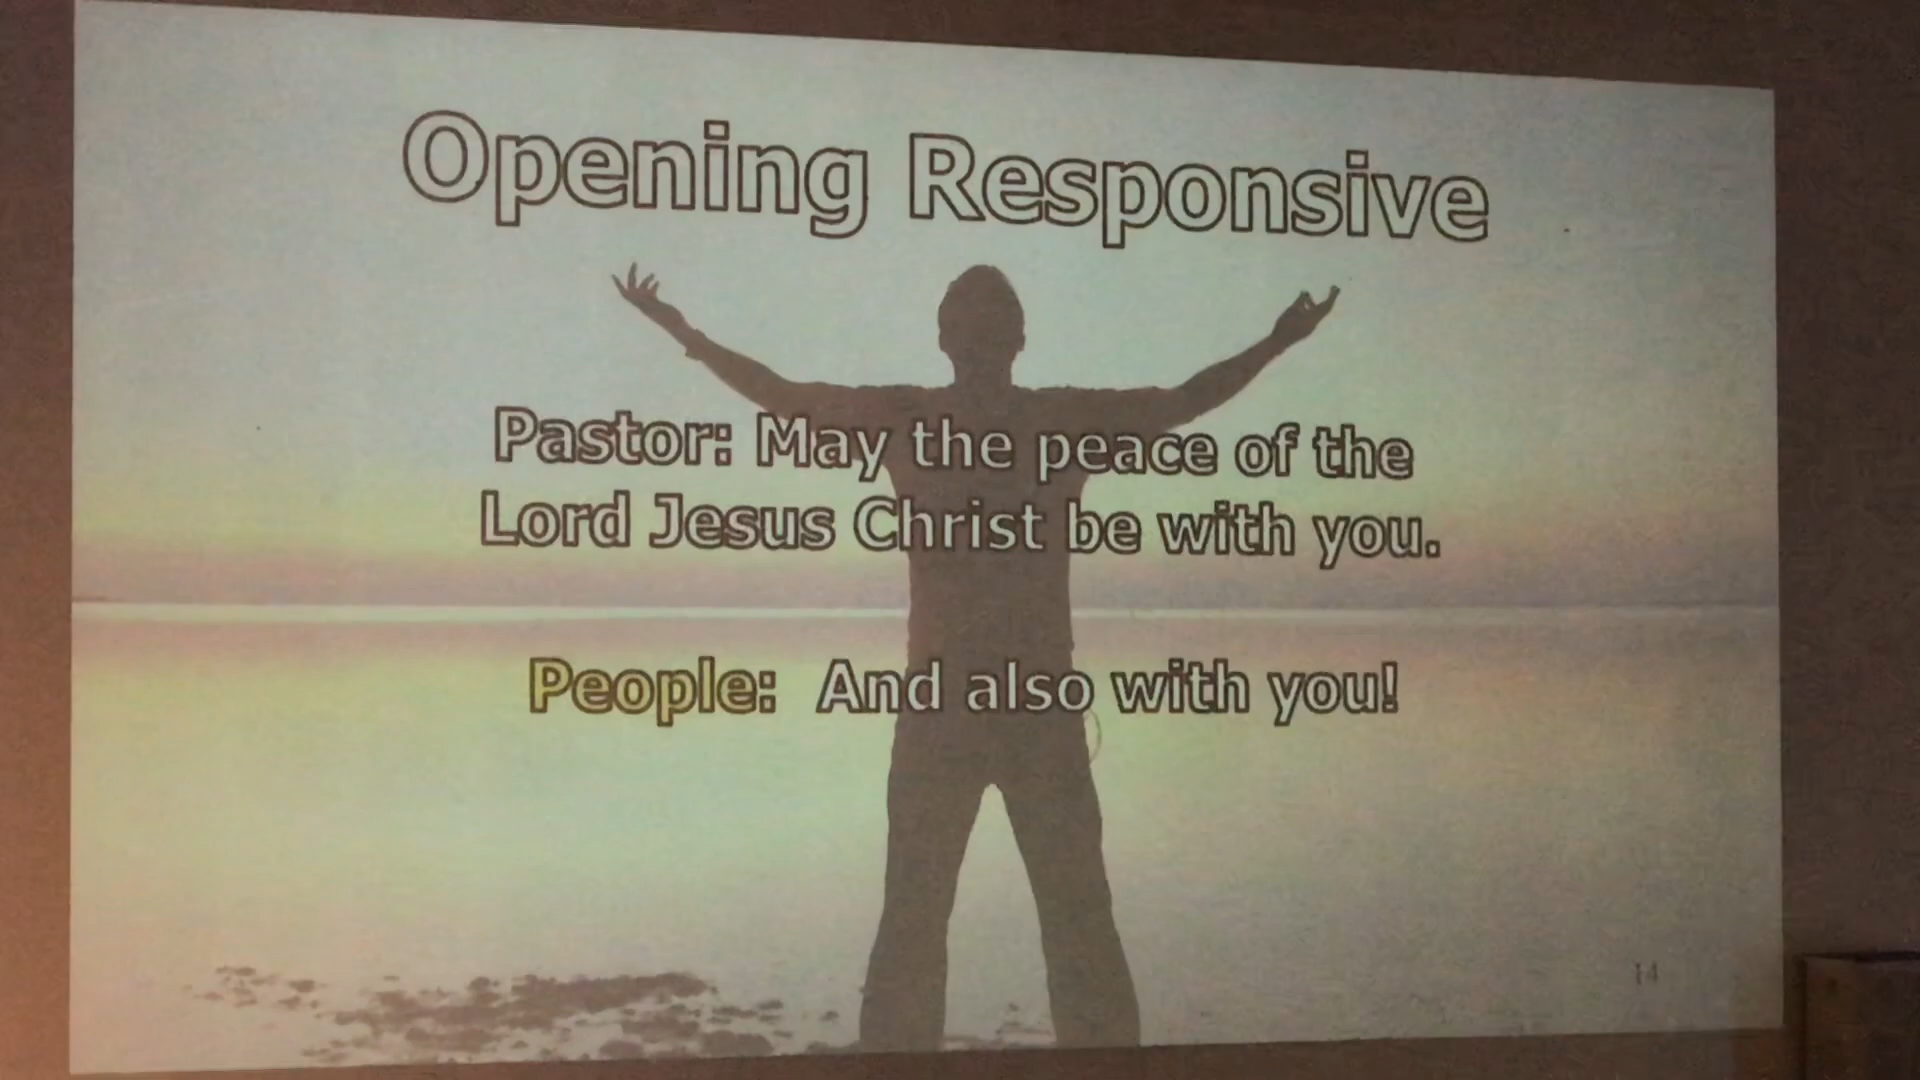 Opening Responsive
Pastor: May the peace of the
Lord Jesus Christ be with you.
People: And also with you!
14